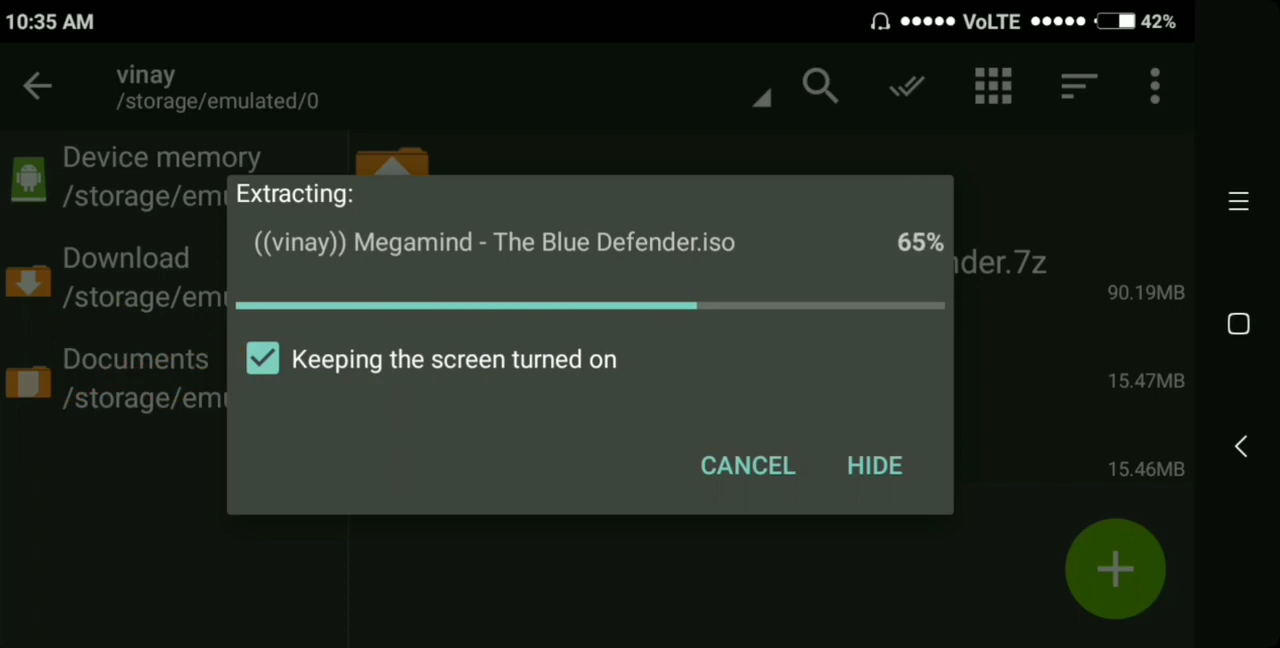 10:35 AM
VoLTE
42%
vinay
/storage/emulated/0
Device memory
/storage/emu
Download
/storage/emu
Documents
/storage/emu
Extracting:
((vinay)) Megamind - The Blue Defender.iso
65%
Keeping the screen turned on
CANCEL
HIDE
nder.7z
90.19MB
15.47MB
15.46MB